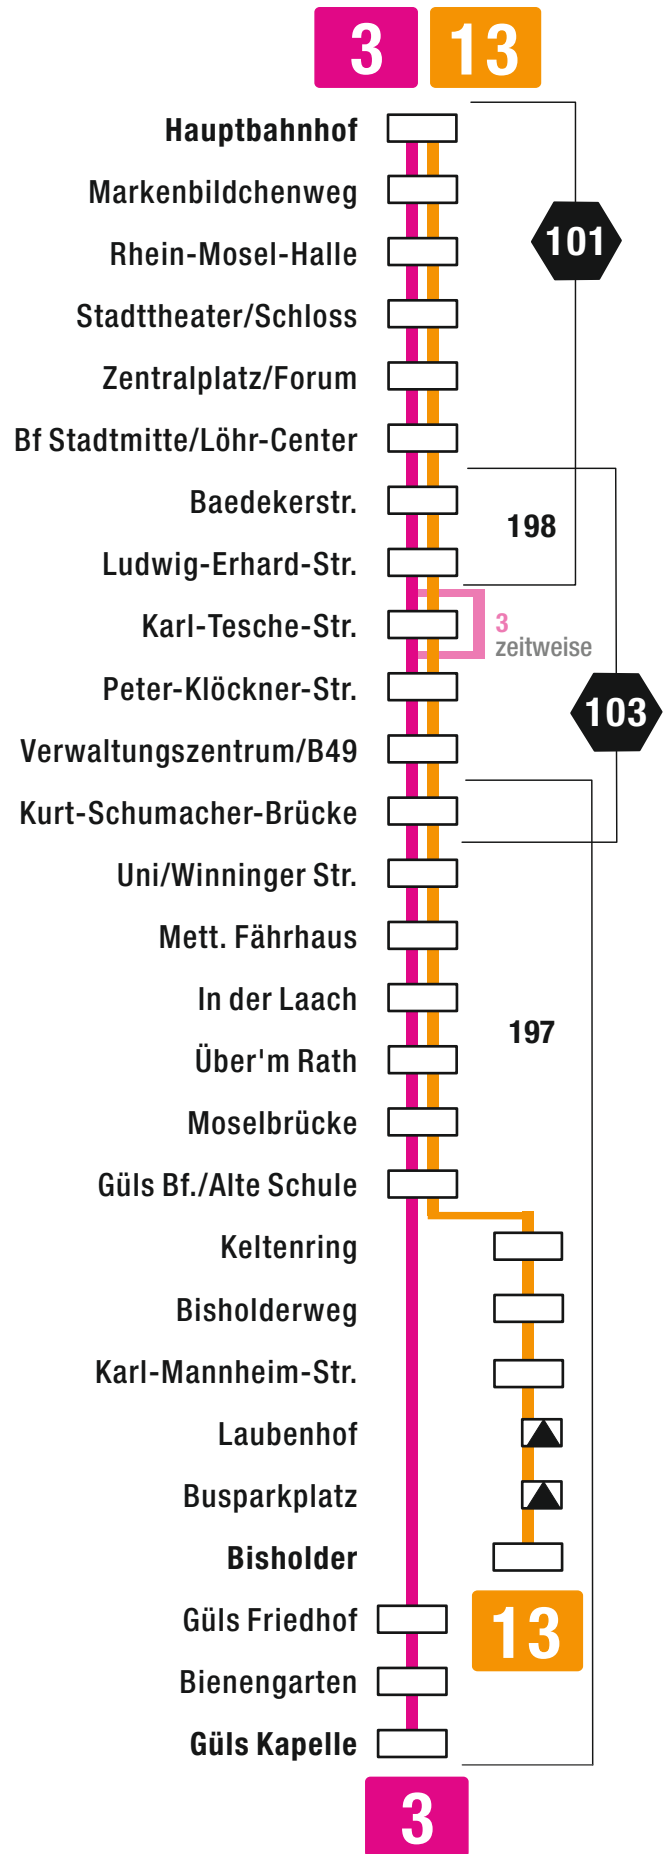 3 13
Hauptbahnhof
Markenbildchenweg
101
Rhein-Mosel-Halle
Stadttheater/Schloss
Zentralplatz/Forum
Bf Stadtmitte/Löhr-Center
Baedekerstr.
198
Ludwig-Erhard-Str.
Karl-Tesche-Str.
3
zeitweise
Peter-Klöckner-Str.
103
Verwaltungszentrum/B49
Kurt-Schumacher-Brücke
Uni/Winninger Str.
Mett. Fährhaus
In der Laach
197
Über'm Rath
Moselbrücke
Güls Bf./Alte Schule
Keltenring
Bisholderweg
Karl-Mannheim-Str.
Laubenhof
Busparkplatz
Bisholder
Güls Friedhof
13
Bienengarten
Güls Kapelle
3